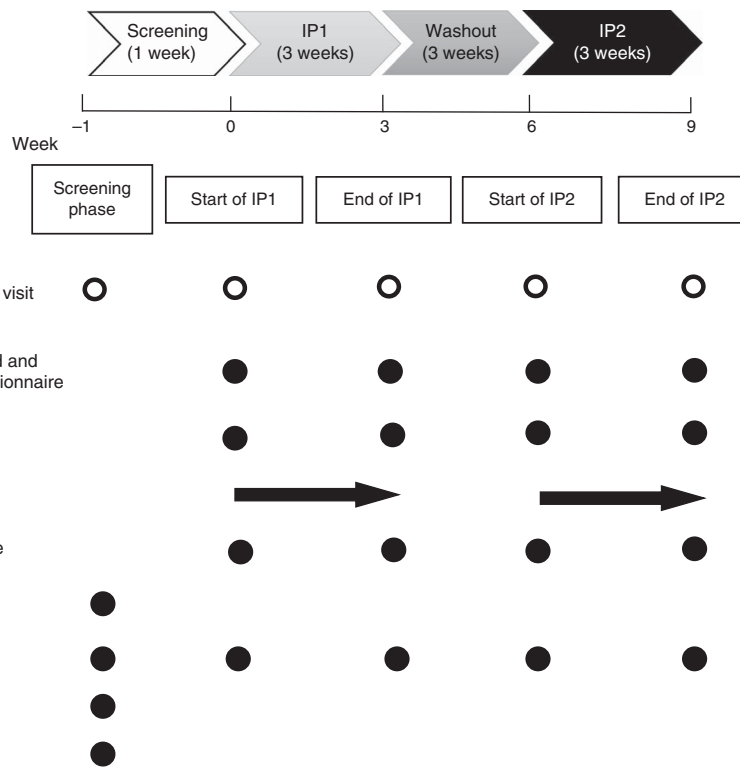 Screening
(1 week)
IP1
(3 weeks)
Washout
(3 weeks)
IP2
(3 weeks)
–1
0
3
6
9
Week
Screening
phase
Start of IP1
End of IP1
Start of IP2
End of IP2
visit
and